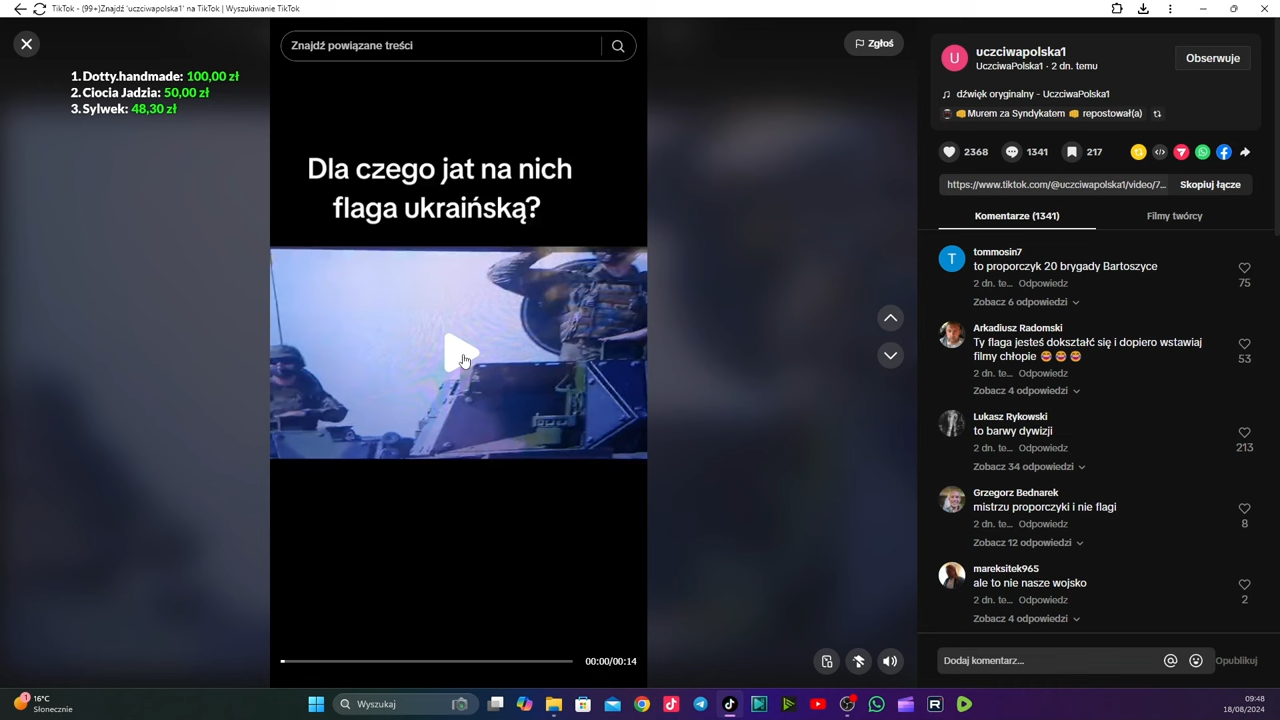 TikTok - (99+)Znajdź 'uczciwapolska1' na TikTok | Wyszukiwanie TikTok
Znajdź powiązane treści
Zgłoś
1.Dotty.handmade: 100,00 zł
2.Ciocia Jadzia: 50,00 zł
3.Sylwek: 48,30 zł
Dla czego jat na nich
flaga ukraińską?
00:00/00:14
U
uczciwapolska1
UczciwaPolska1 · 2 dn. temu
Obserwuje
dźwięk oryginalny - UczciwaPolska1
👊Murem za Syndykatem 👊 repostował(a)
2368
1341
217
https://www.tiktok.com/@uczciwapolska1/video/7...
Skopiuj łącze
Komentarze (1341)
Filmy twórcy
T
tommosin7
to proporczyk 20 brygady Bartoszyce
2 dn. te... Odpowiedz
75
Zobacz 6 odpowiedzi
Arkadiusz Radomski
Ty flaga jesteś dokształć się i dopiero wstawiaj
filmy chłopie 😂😂😂
53
2 dn. te... Odpowiedz
Zobacz 4 odpowiedzi
Lukasz Rykowski
to barwy dywizji
2 dn. te... Odpowiedz
213
Zobacz 34 odpowiedzi
Grzegorz Bednarek
mistrzu proporczyki i nie flagi
2 dn. te... Odpowiedz
8
Zobacz 12 odpowiedzi
mareksitek965
ale to nie nasze wojsko
2 dn. te... Odpowiedz
2
Zobacz 4 odpowiedzi
Dodaj komentarz...
Opublikuj
1
16°C
Słonecznie
Wyszukaj
09:48
18/08/2024